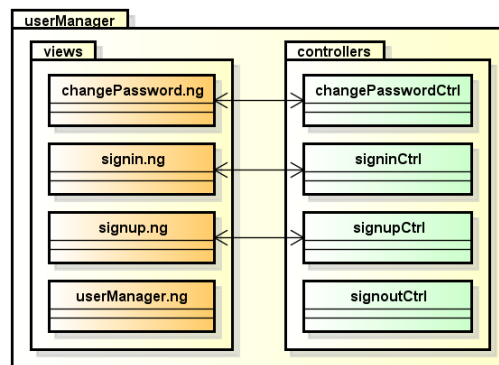 userManager
views
controllers
changePassword.ng
changePasswordCtrl
signin.ng
signinCtrl
signup.ng
signupCtrl
userManager.ng
signoutCtrl